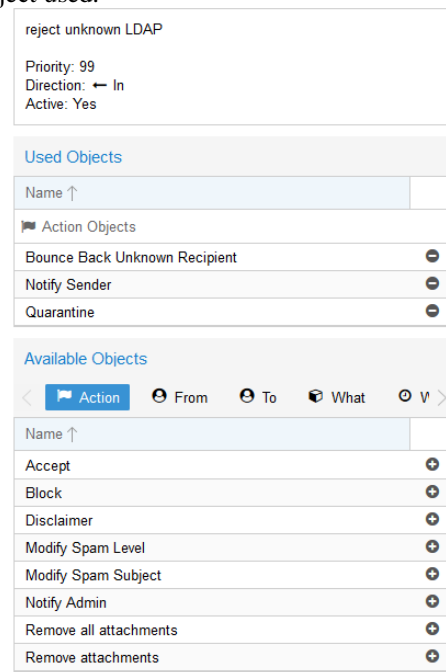 ject used.
reject unknown LDAP
Priority: 99
Direction: ← In
Active: Yes
Used Objects
Name ↑
Action Objects
Bounce Back Unknown Recipient
Notify Sender
Quarantine
Available Objects
Action From To What W
Name ↑
Accept
Block
Disclaimer
Modify Spam Level
Modify Spam Subject
Notify Admin
Remove all attachments
Remove attachments